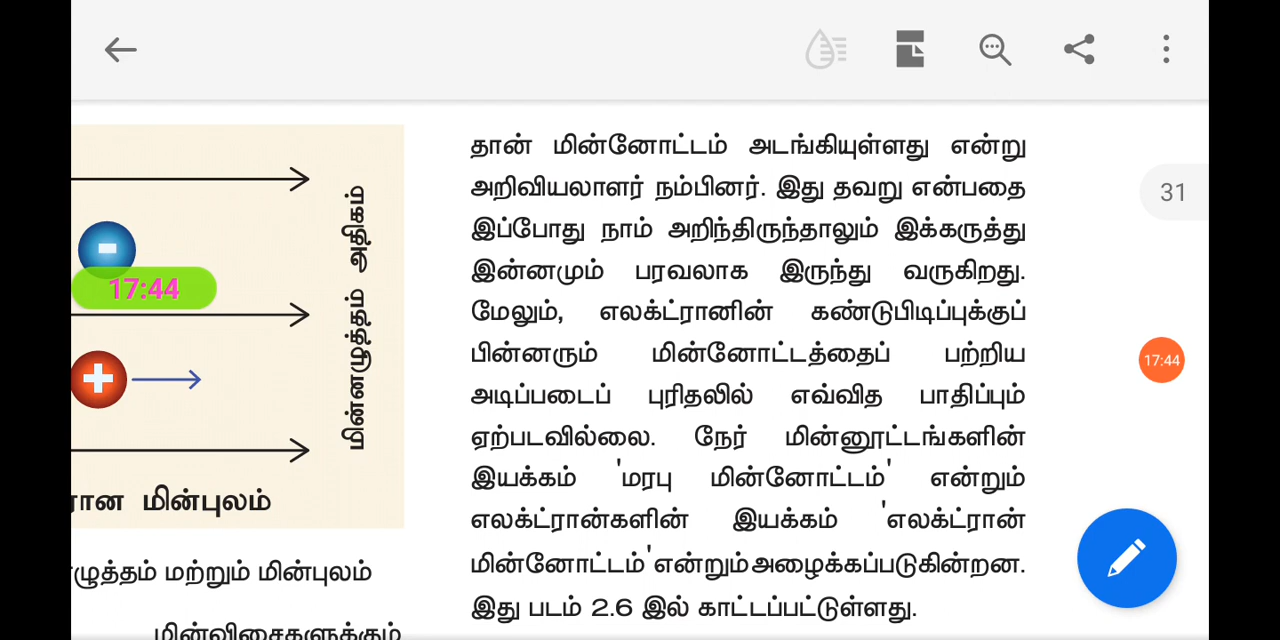 31
17:44
17:44
மின்னழுத்தம் அதிகம்
ரான மின்புலம்
ழுத்தம் மற்றும் மின்புலம்
மின்விசைகளுக்கும்
தான் மின்னோட்டம் அடங்கியுள்ளது என்று
அறிவியலாளர் நம்பினர். இது தவறு என்பதை
இப்போது நாம் அறிந்திருந்தாலும் இக்கருத்து
இன்னமும் பரவலாக இருந்து வருகிறது.
மேலும், எலக்ட்ரானின் கண்டுபிடிப்புக்குப்
பின்னரும் மின்னோட்டத்தைப் பற்றிய
அடிப்படைப் புரிதலில் எவ்வித பாதிப்பும்
ஏற்படவில்லை. நேர் மின்னூட்டங்களின்
இயக்கம் 'மரபு மின்னோட்டம்' என்றும்
எலக்ட்ரான்களின் இயக்கம் 'எலக்ட்ரான்
மின்னோட்டம்' என்றும் அழைக்கப்படுகின்றன.
இது படம் 2.6 இல் காட்டப்பட்டுள்ளது.